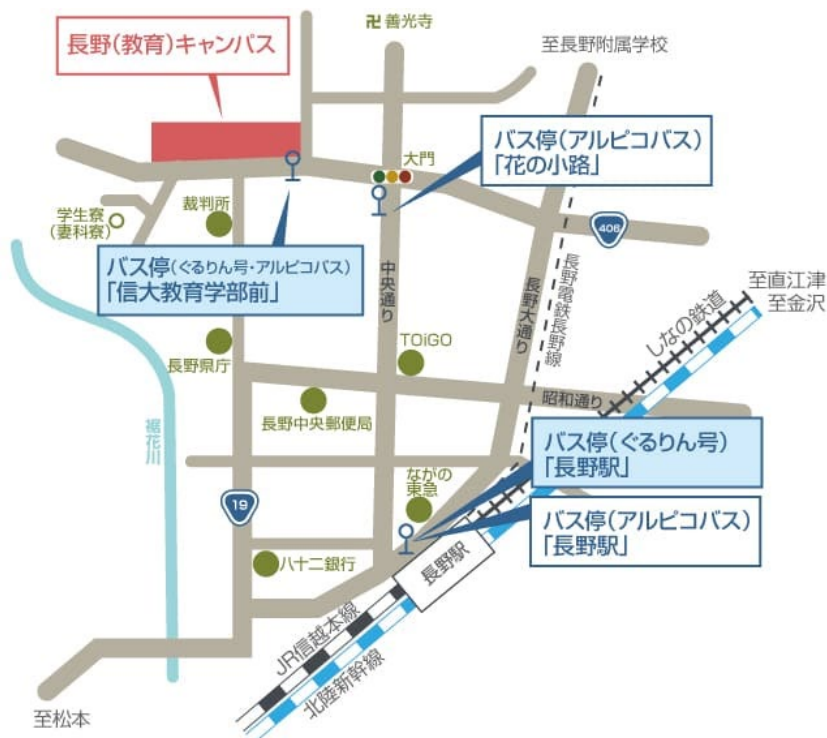 卍善光寺
至長野附属学校
長野(教育)キャンパス
バス停(アルピコバス)
「花の小路」
大門
学生寮
(妻科寮)
裁判所
406
バス停(ぐるりん号・アルピコバス)
「信大教育学部前」
中央通り
長野大通り
長野電鉄長野線
至直江津
至金沢
しなの鉄道
TOiGO
長野県庁
昭和通り
長野中央郵便局
裾花川
バス停(ぐるりん号)
「長野駅」
ながの
東急
19
バス停(アルピコバス)
「長野駅」
八十二銀行
長野駅
JR信越本線
北陸新幹線
至松本